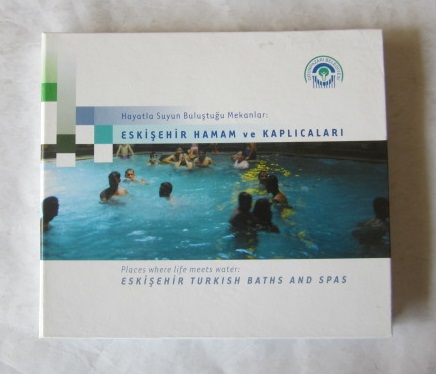 Hayatla Suyun Buluştuğu Mekanlar:
ESKİŞEHİR HAMAM ve KAPLICALARI
Places where life meets water:
ESKİŞEHİR TURKISH BATHS AND SPAS